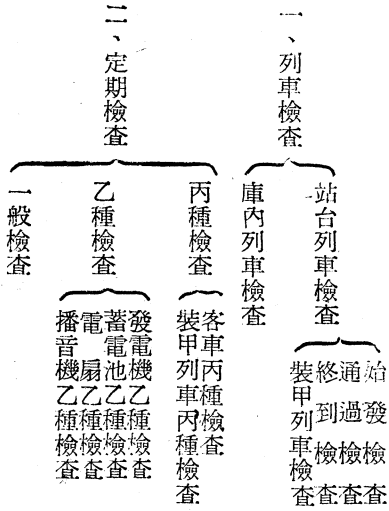 一、列車檢查
站台列車檢查
始發檢查
通過檢查
終到檢查
裝甲列車檢查
庫內列車檢查
二、定期檢查
丙種檢查
客車丙種檢查
裝甲列車丙種檢查
乙種檢查
發電機乙種檢查
蓄電池乙種檢查
電扇乙種檢查
播音機乙種檢查
一般檢查